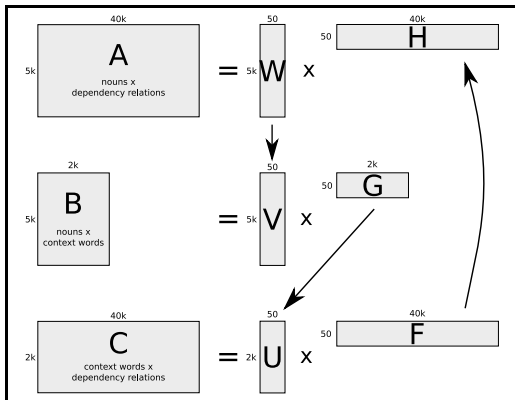 40k
5k
A
nouns x
dependency relations
=
50
5k
W
x
40k
50
H
2k
5k
B
nouns x
context words
=
50
5k
V
x
2k
50
G
40k
2k
C
context words x
dependency relations
=
50
2k
U
x
40k
50
F